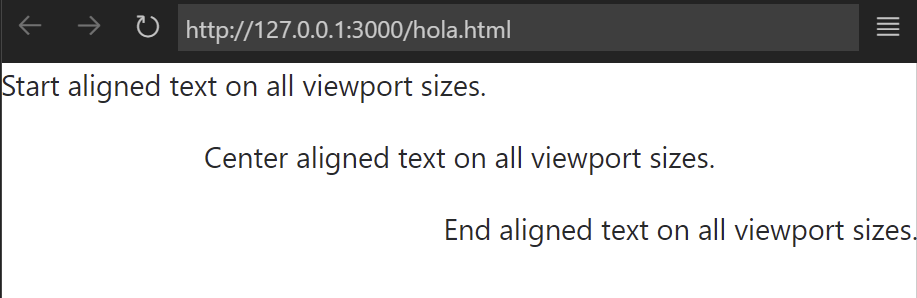 http://127.0.0.1:3000/hola.html
Start aligned text on all viewport sizes.
Center aligned text on all viewport sizes.
End aligned text on all viewport sizes.